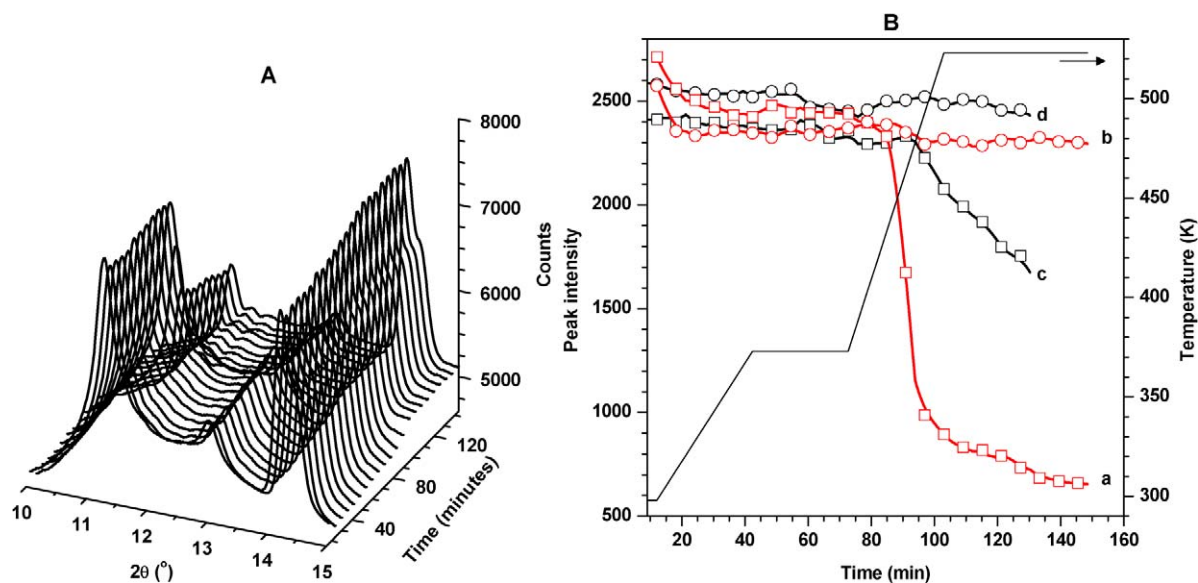 A
8000
7000
6000
5000
Counts
10
11
12
13
14
15
2θ (°)
40
80
120
Time (minutes)
B
2500
2000
1500
1000
500
Peak intensity
20
40
60
80
100
120
140
160
Time (min)
500
450
400
350
300
Temperature (K)
d
b
c
a